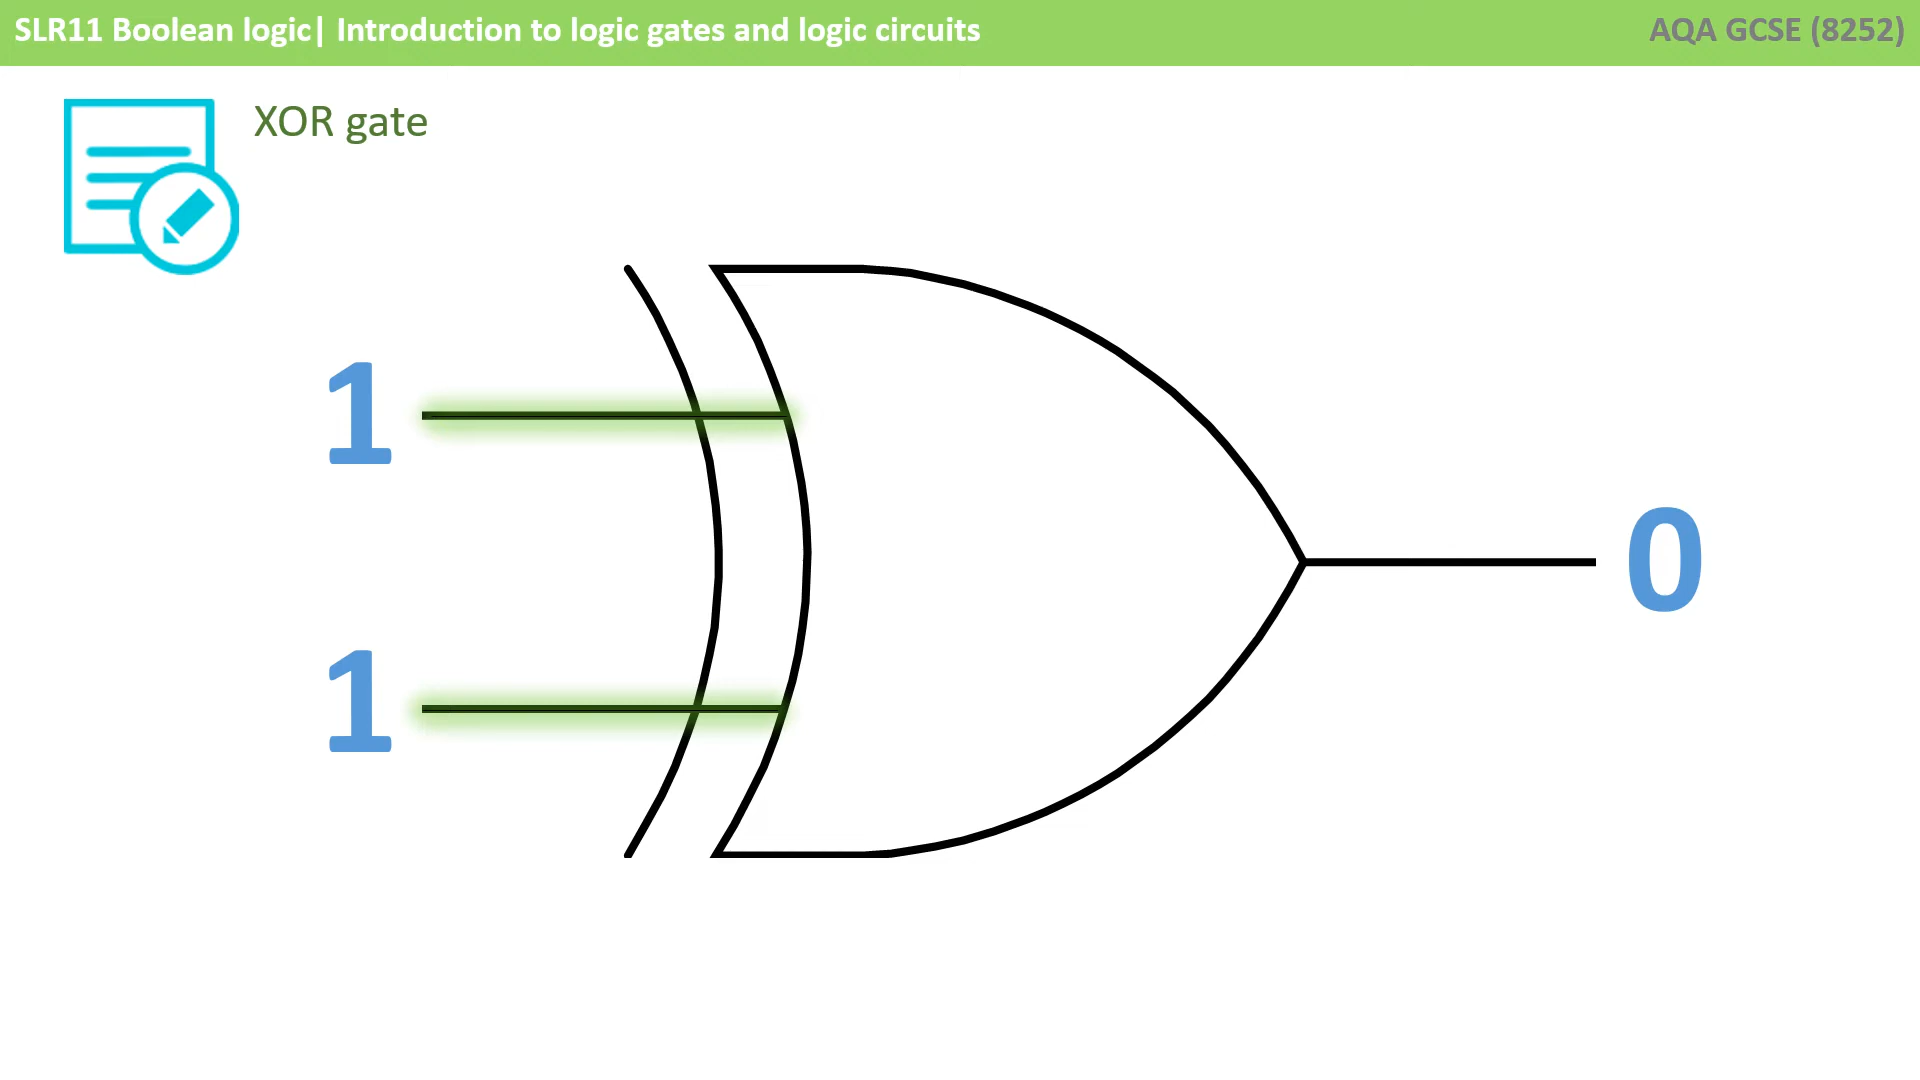 SLR11 Boolean logic| Introduction to logic gates and logic circuits
AQA GCSE (8252)
XOR gate
1
1
0